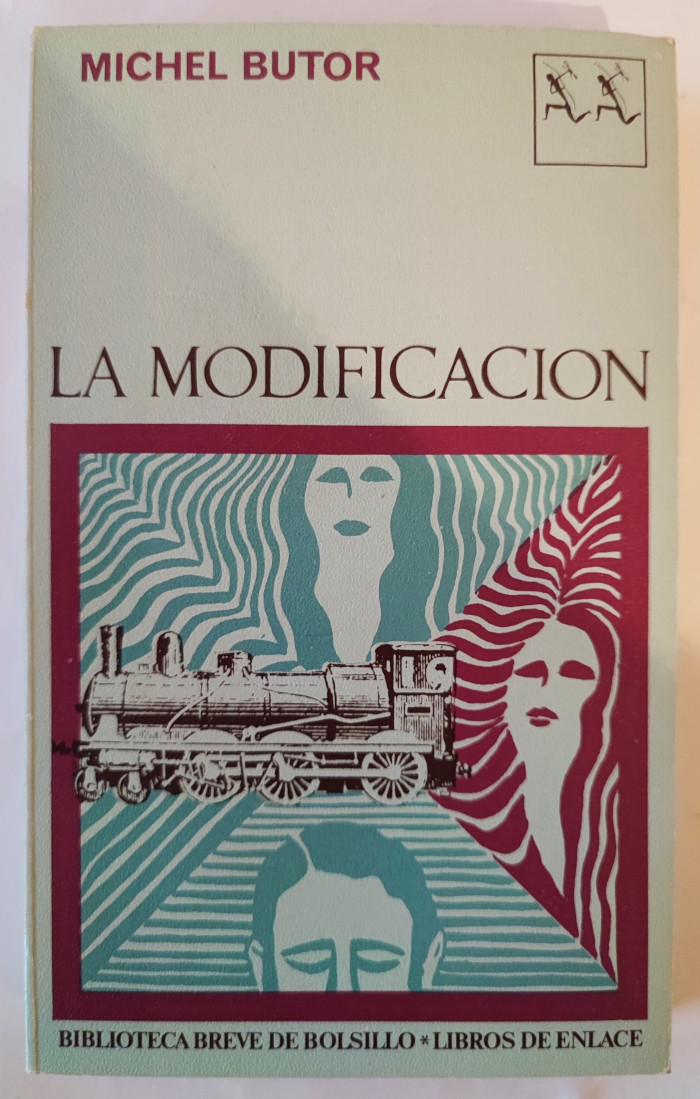 MICHEL BUTOR
LA MODIFICACION
BIBLIOTECA BREVE DE BOLSILLO * LIBROS DE ENLACE